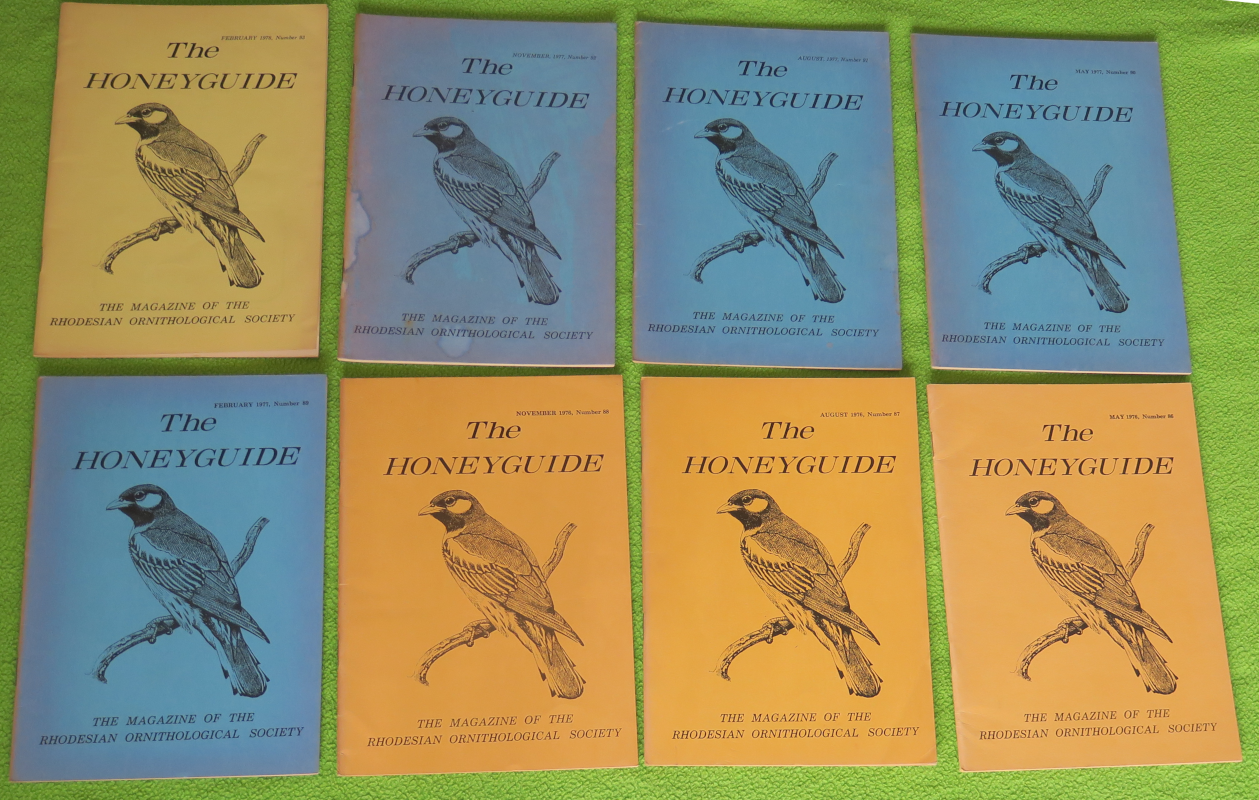 FEBRUARY 1978, Number 93
The
HONEYGUIDE
THE MAGAZINE OF THE
RHODESIAN ORNITHOLOGICAL SOCIETY
NOVEMBER, 1977, Number 92
The
HONEYGUIDE
THE MAGAZINE OF THE
RHODESIAN ORNITHOLOGICAL SOCIETY
AUGUST, 1977 Number 91
The
HONEYGUIDE
THE MAGAZINE OF THE
RHODESIAN ORNITHOLOGICAL SOCIETY
MAY 1977, Number 90
The
HONEYGUIDE
THE MAGAZINE OF THE
RHODESIAN ORNITHOLOGICAL SOCIETY
FEBRUARY 1977, Number 89
The
HONEYGUIDE
THE MAGAZINE OF THE
RHODESIAN ORNITHOLOGICAL SOCIETY
NOVEMBER 1976, Number 88
The
HONEYGUIDE
THE MAGAZINE OF THE
RHODESIAN ORNITHOLOGICAL SOCIETY
AUGUST 1976, Number 87
The
HONEYGUIDE
THE MAGAZINE OF THE
RHODESIAN ORNITHOLOGICAL SOCIETY
MAY 1976, Number 86
The
HONEYGUIDE
THE MAGAZINE OF THE
RHODESIAN ORNITHOLOGICAL SOCIETY